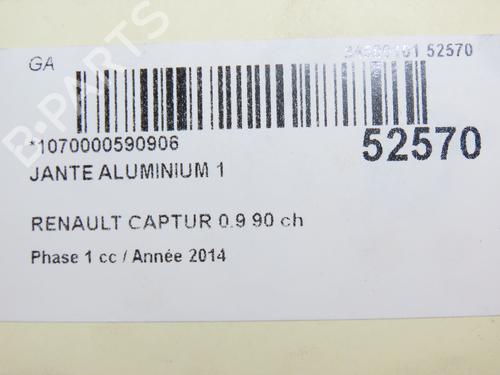 GA
52570
*1070000590906
52570
JANTE ALUMINIUM 1
RENAULT CAPTUR 0.9 90 ch
Phase 1 cc / Année 2014
B-PARTS